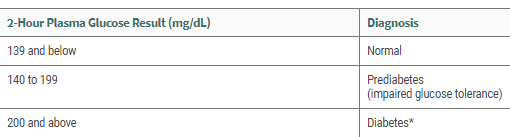 2-Hour Plasma Glucose Result (mg/dL) Diagnosis
139 and below Normal
140 to 199 Prediabetes
(impaired glucose tolerance)
200 and above Diabetes*